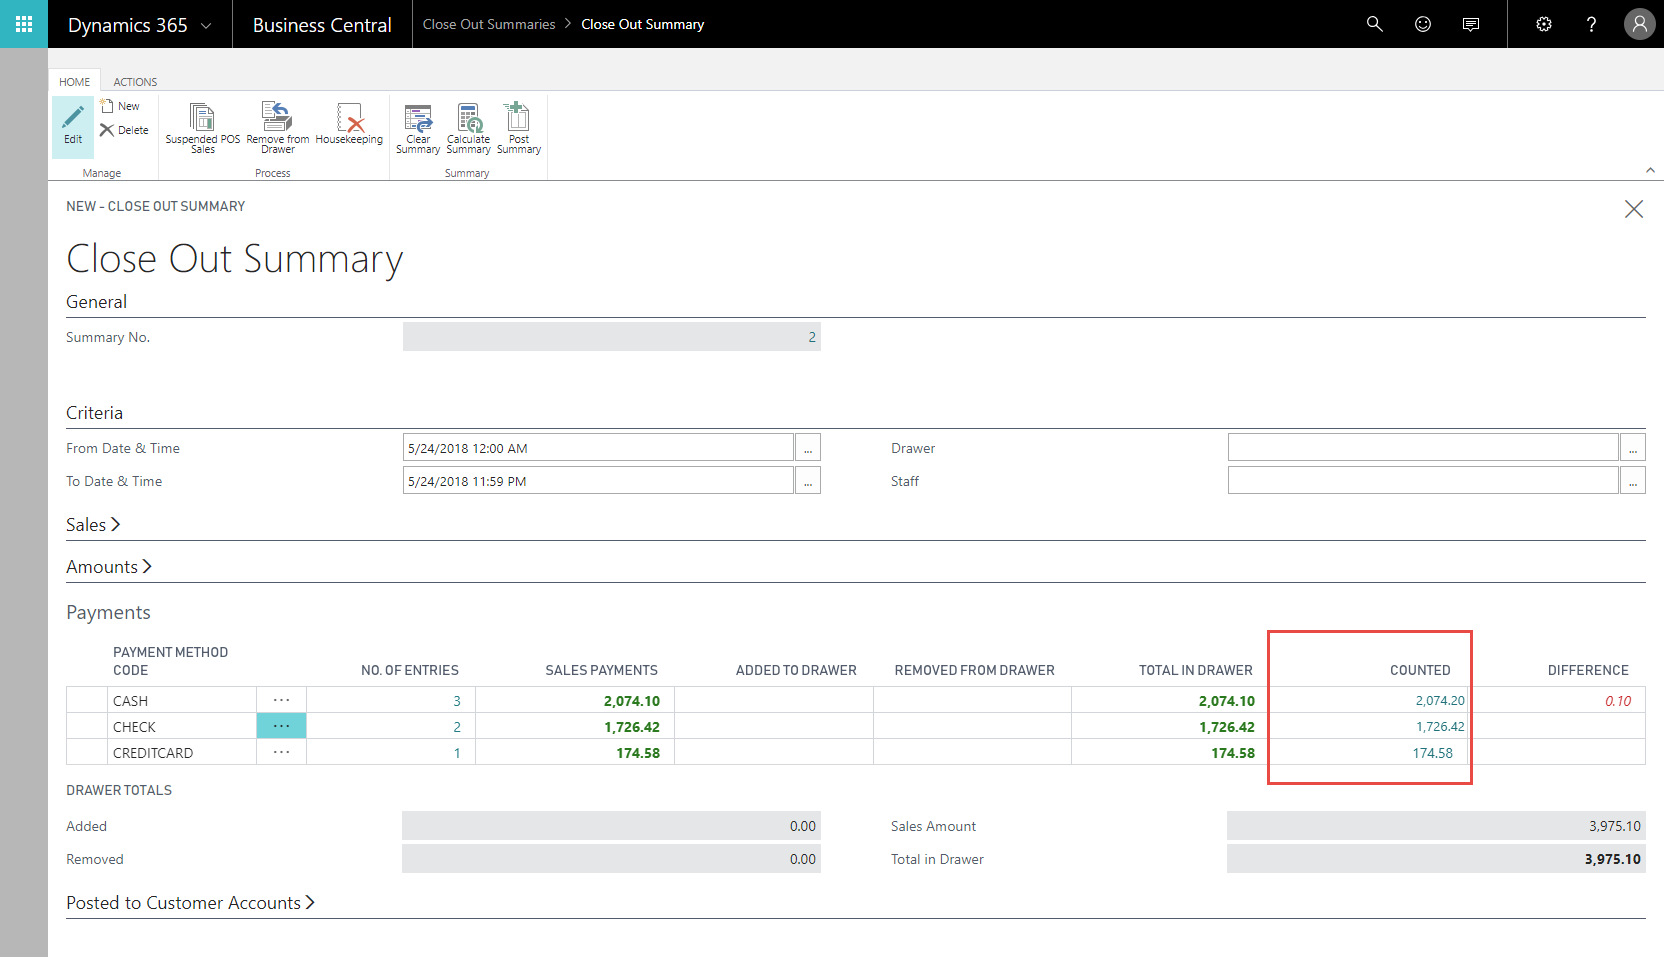 Dynamics 365 Business Central Close Out Summaries > Close Out Summary ?
HOME ACTIONS
Edit New Delete
Suspended POS Sales Remove from Drawer Housekeeping
Clear Summary Calculate Summary Post Summary
Manage Process Summary
NEW - CLOSE OUT SUMMARY
Close Out Summary
General
Summary No. 2
Criteria
From Date & Time 5/24/2018 12:00 AM ... Drawer ...
To Date & Time 5/24/2018 11:59 PM ... Staff ...
Sales >
Amounts >
Payments
PAYMENT METHOD CODE NO. OF ENTRIES SALES PAYMENTS ADDED TO DRAWER REMOVED FROM DRAWER TOTAL IN DRAWER COUNTED DIFFERENCE
CASH ... 3 2,074.10 2,074.10 2,074.20 0.10
CHECK ... 2 1,726.42 1,726.42 1,726.42
CREDITCARD ... 1 174.58 174.58 174.58
DRAWER TOTALS
Added 0.00 Sales Amount 3,975.10
Removed 0.00 Total in Drawer 3,975.10
Posted to Customer Accounts >